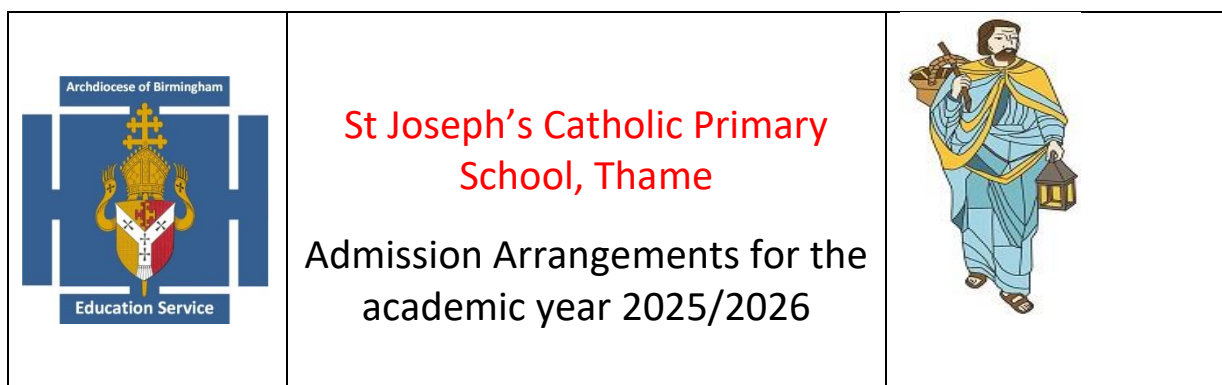 Archdiocese of Birmingham
Education Service
St Joseph’s Catholic Primary
School, Thame
Admission Arrangements for the
academic year 2025/2026